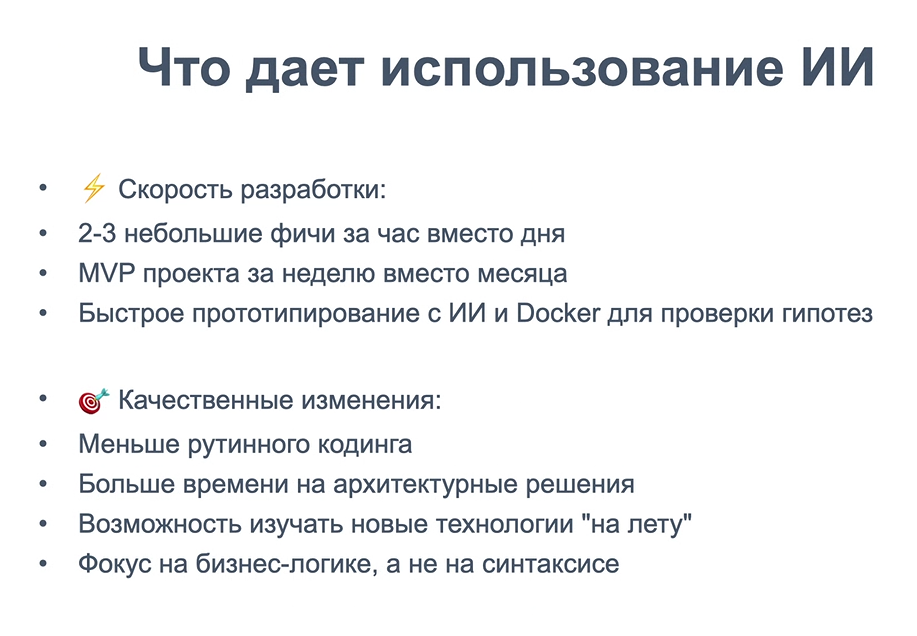 Что дает использование ИИ
• ⚡ Скорость разработки:
• 2-3 небольшие фичи за час вместо дня
• MVP проекта за неделю вместо месяца
• Быстрое прототипирование с ИИ и Docker для проверки гипотез
• 🎯 Качественные изменения:
• Меньше рутинного кодинга
• Больше времени на архитектурные решения
• Возможность изучать новые технологии "на лету"
• Фокус на бизнес-логике, а не на синтаксисе